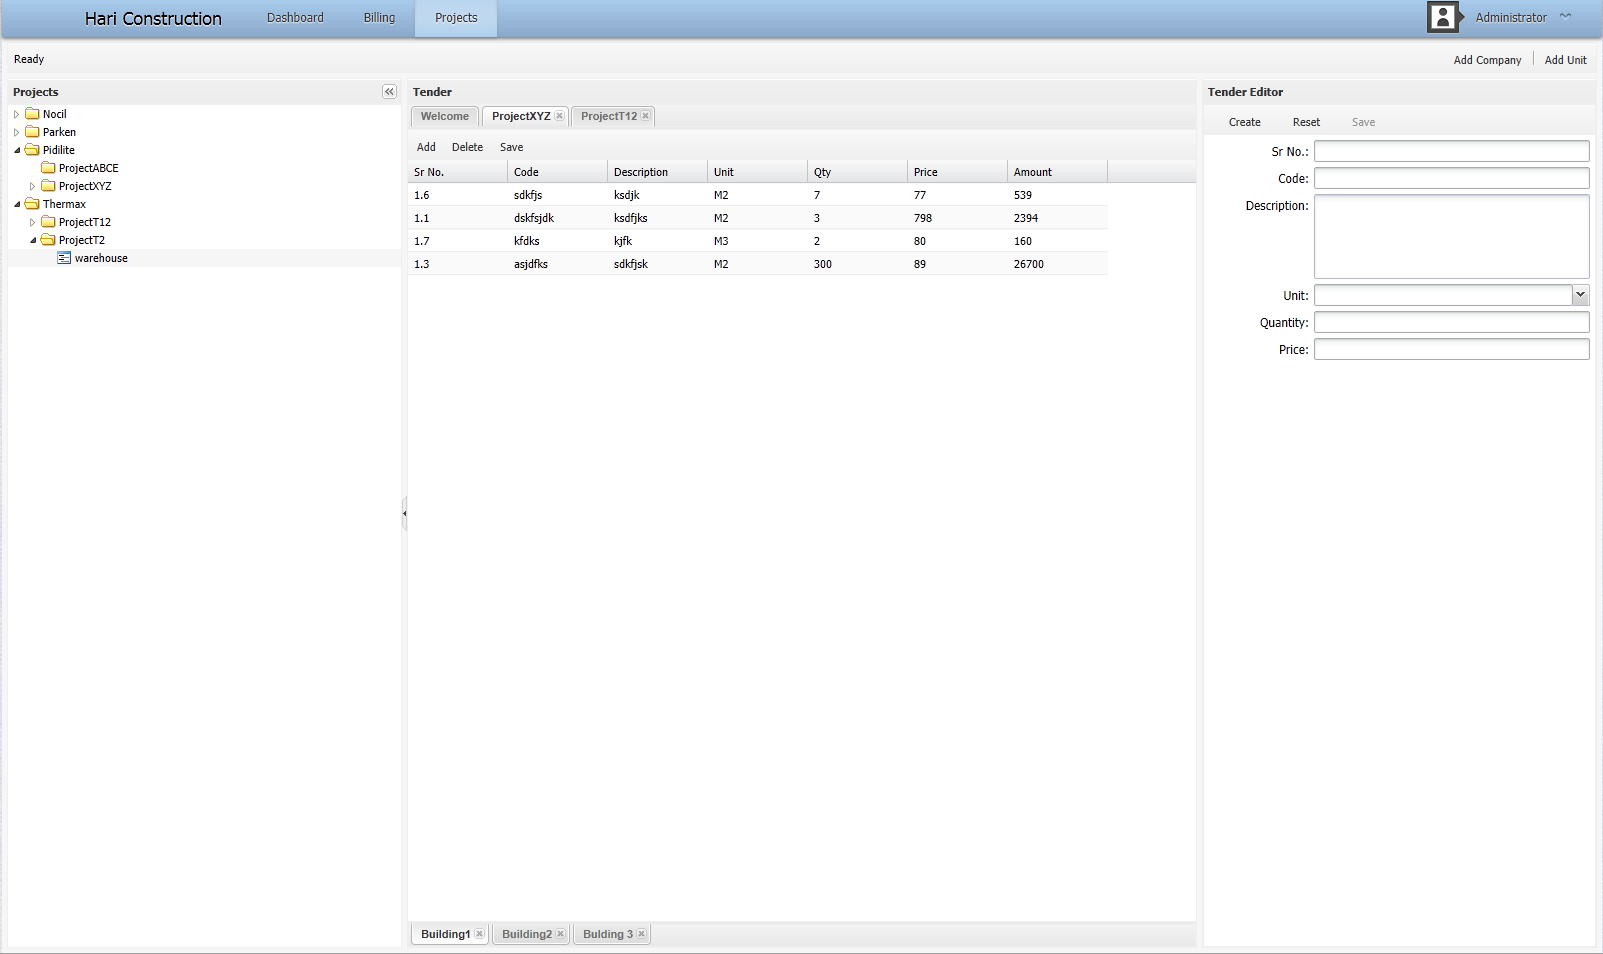 Hari Construction Dashboard Billing Projects Administrator
Ready Add Company Add Unit
Projects
Nocil
Parken
Pidilite
ProjectABCE
ProjectXYZ
Thermax
ProjectT12
ProjectT2
warehouse
Tender
Welcome ProjectXYZ ProjectT12
Add Delete Save
Sr No. Code Description Unit Qty Price Amount
1.6 sdkfjs ksdjk M2 7 77 539
1.1 dskfsjdk ksdfjks M2 3 798 2394
1.7 kfdks kjfk M3 2 80 160
1.3 asjdfks sdkfjsk M2 300 89 26700
Building1 Building2 Bulding 3
Tender Editor
Create Reset Save
Sr No.:
Code:
Description:
Unit:
Quantity:
Price: